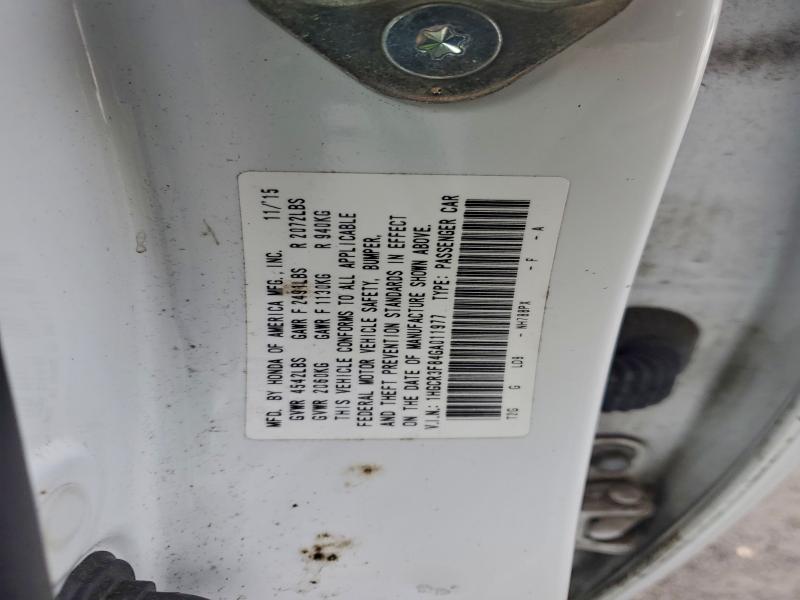 MFD. BY HONDA OF AMERICA MFG., INC. 11/15
GVWR 4542LBS GAWR F 2491LBS R 2072LBS
GVWR 2060KG GAWR F 1130KG R 940KG
THIS VEHICLE CONFORMS TO ALL APPLICABLE
FEDERAL MOTOR VEHICLE SAFETY, BUMPER,
AND THEFT PREVENTION STANDARDS IN EFFECT
ON THE DATE OF MANUFACTURE SHOWN ABOVE.
V.I.N.: 1HGCR3F84GA011977 TYPE: PASSENGER CAR
T2G G LD9 - NH788PX - F - A